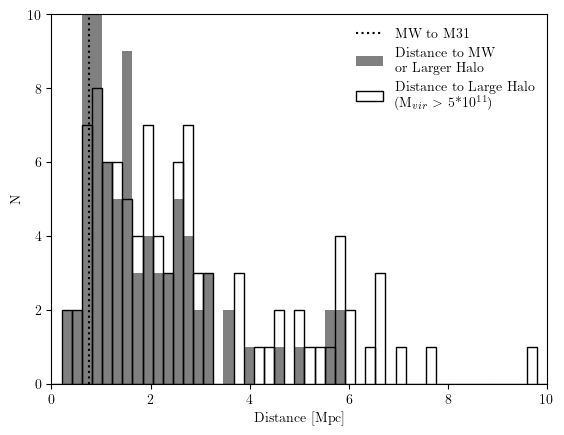 MW to M31
Distance to MW
or Larger Halo
Distance to Large Halo
(M_vir > 5*10^11)
10
8
6
4
2
0
N
0 2 4 6 8 10
Distance [Mpc]